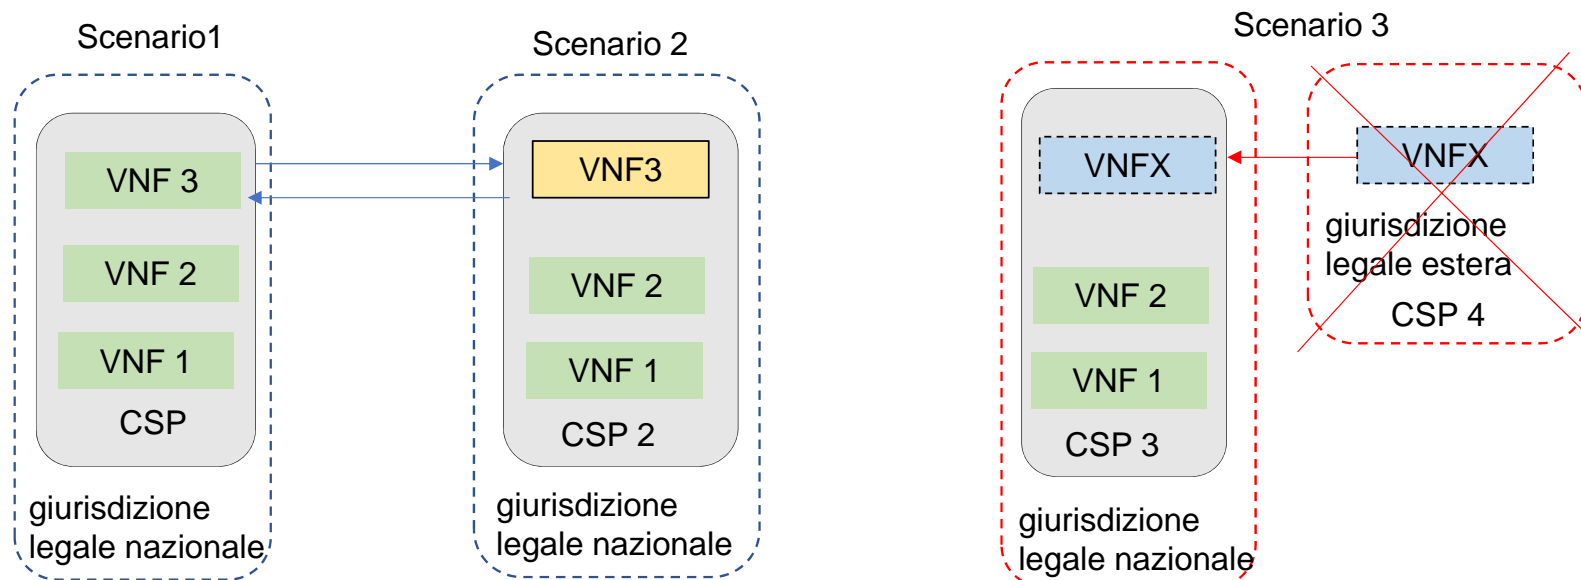 Scenario1
VNF 3
VNF 2
VNF 1
CSP
giurisdizione
legale nazionale
Scenario 2
VNF3
VNF 2
VNF 1
CSP 2
giurisdizione
legale nazionale
Scenario 3
VNFX
VNF 2
VNF 1
CSP 3
giurisdizione
legale nazionale
VNFX
giurisdizione
legale estera
CSP 4